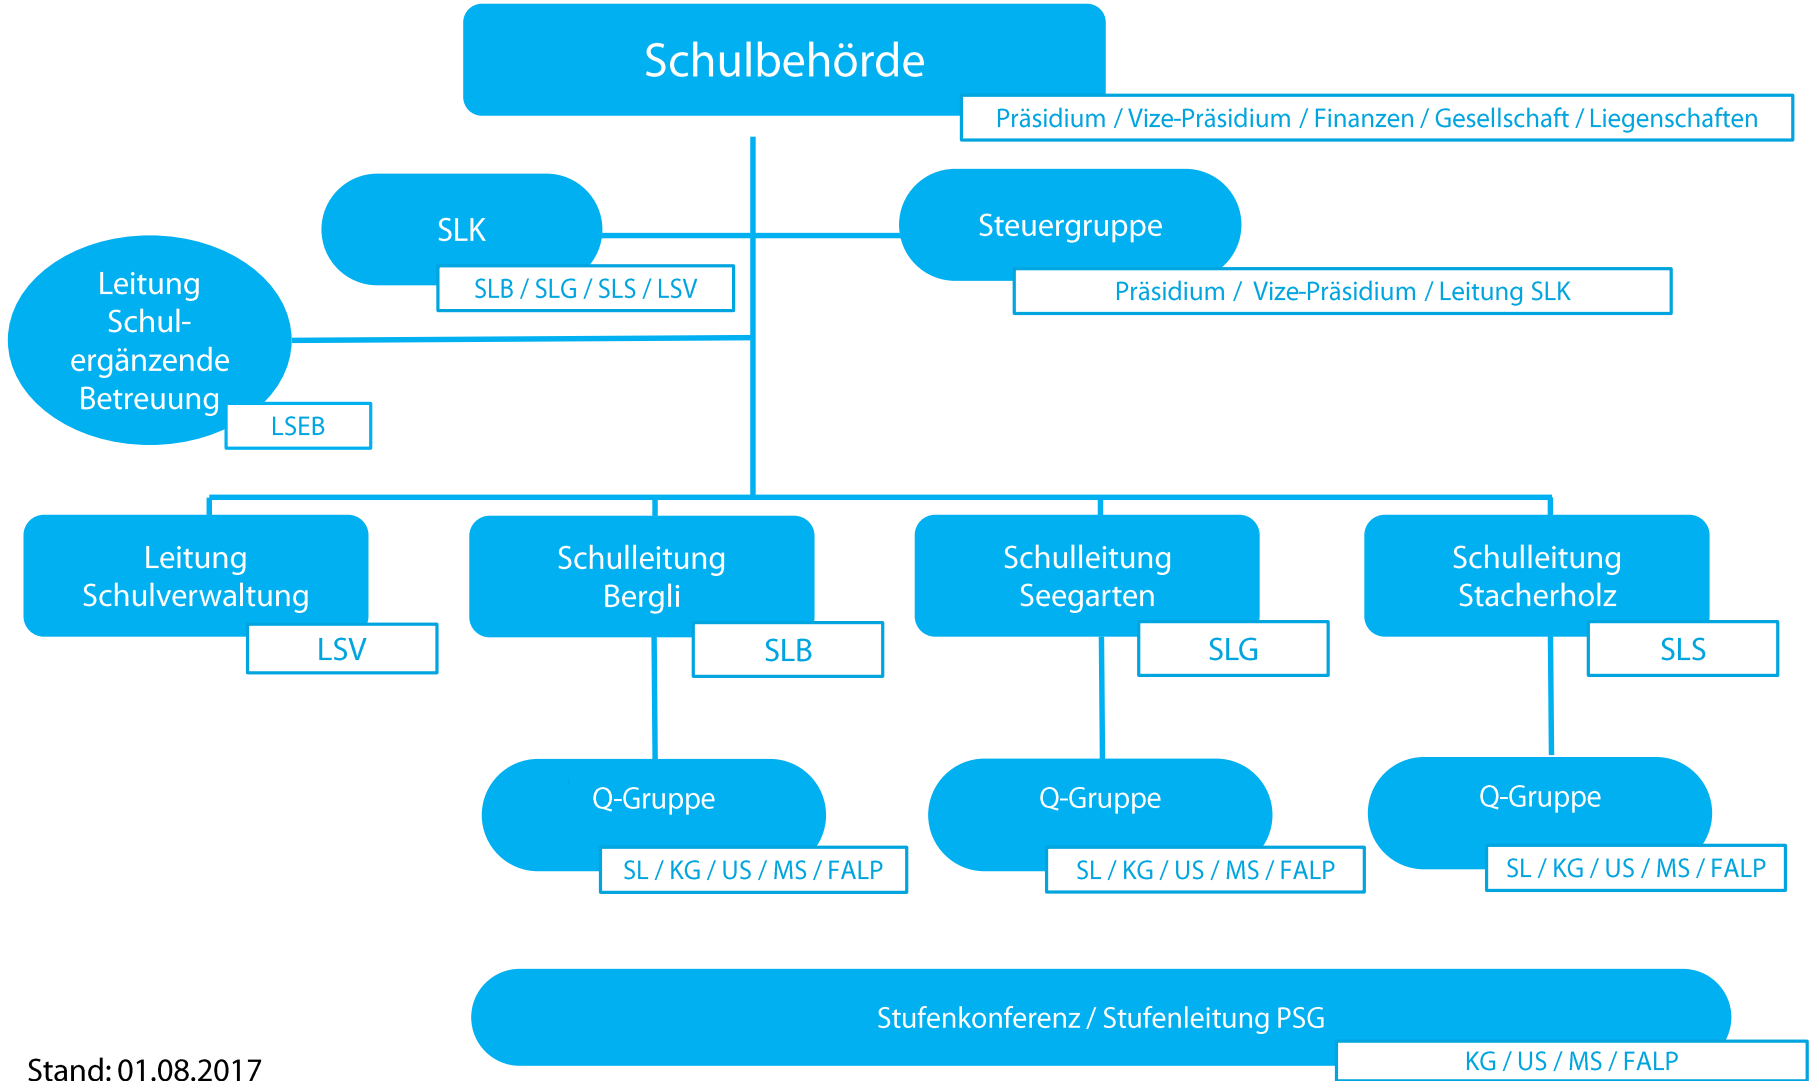 Schulbehörde
Präsidium / Vize-Präsidium / Finanzen / Gesellschaft / Liegenschaften
SLK
SLB / SLG / SLS / LSV
Steuergruppe
Präsidium / Vize-Präsidium / Leitung SLK
Leitung
Schul-
ergänzende
Betreuung
LSEB
Leitung
Schulverwaltung
LSV
Schulleitung
Bergli
SLB
Schulleitung
Seegarten
SLG
Schulleitung
Stacherholz
SLS
Q-Gruppe
SL / KG / US / MS / FALP
Q-Gruppe
SL / KG / US / MS / FALP
Q-Gruppe
SL / KG / US / MS / FALP
Stufenkonferenz / Stufenleitung PSG
KG / US / MS / FALP
Stand: 01.08.2017